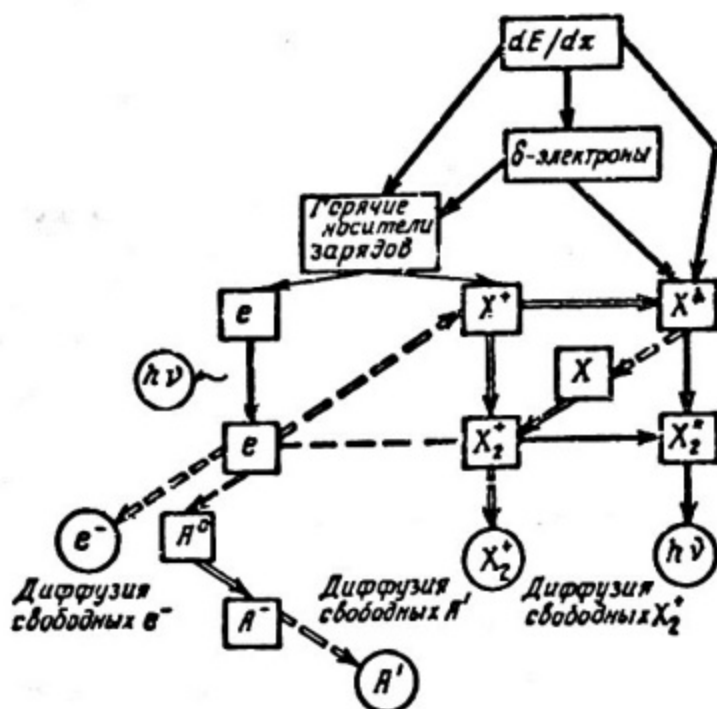 dE/dx
δ-электроны
Горячие
носители
зарядов
e
X⁺
X*
hν
X
e
X₂⁺
X₂*
e⁻
A⁰
X₂⁺
hν
Диффузия
свободных e⁻
Диффузия
свободных A'
Диффузия
свободных X₂⁺
A⁻
A'